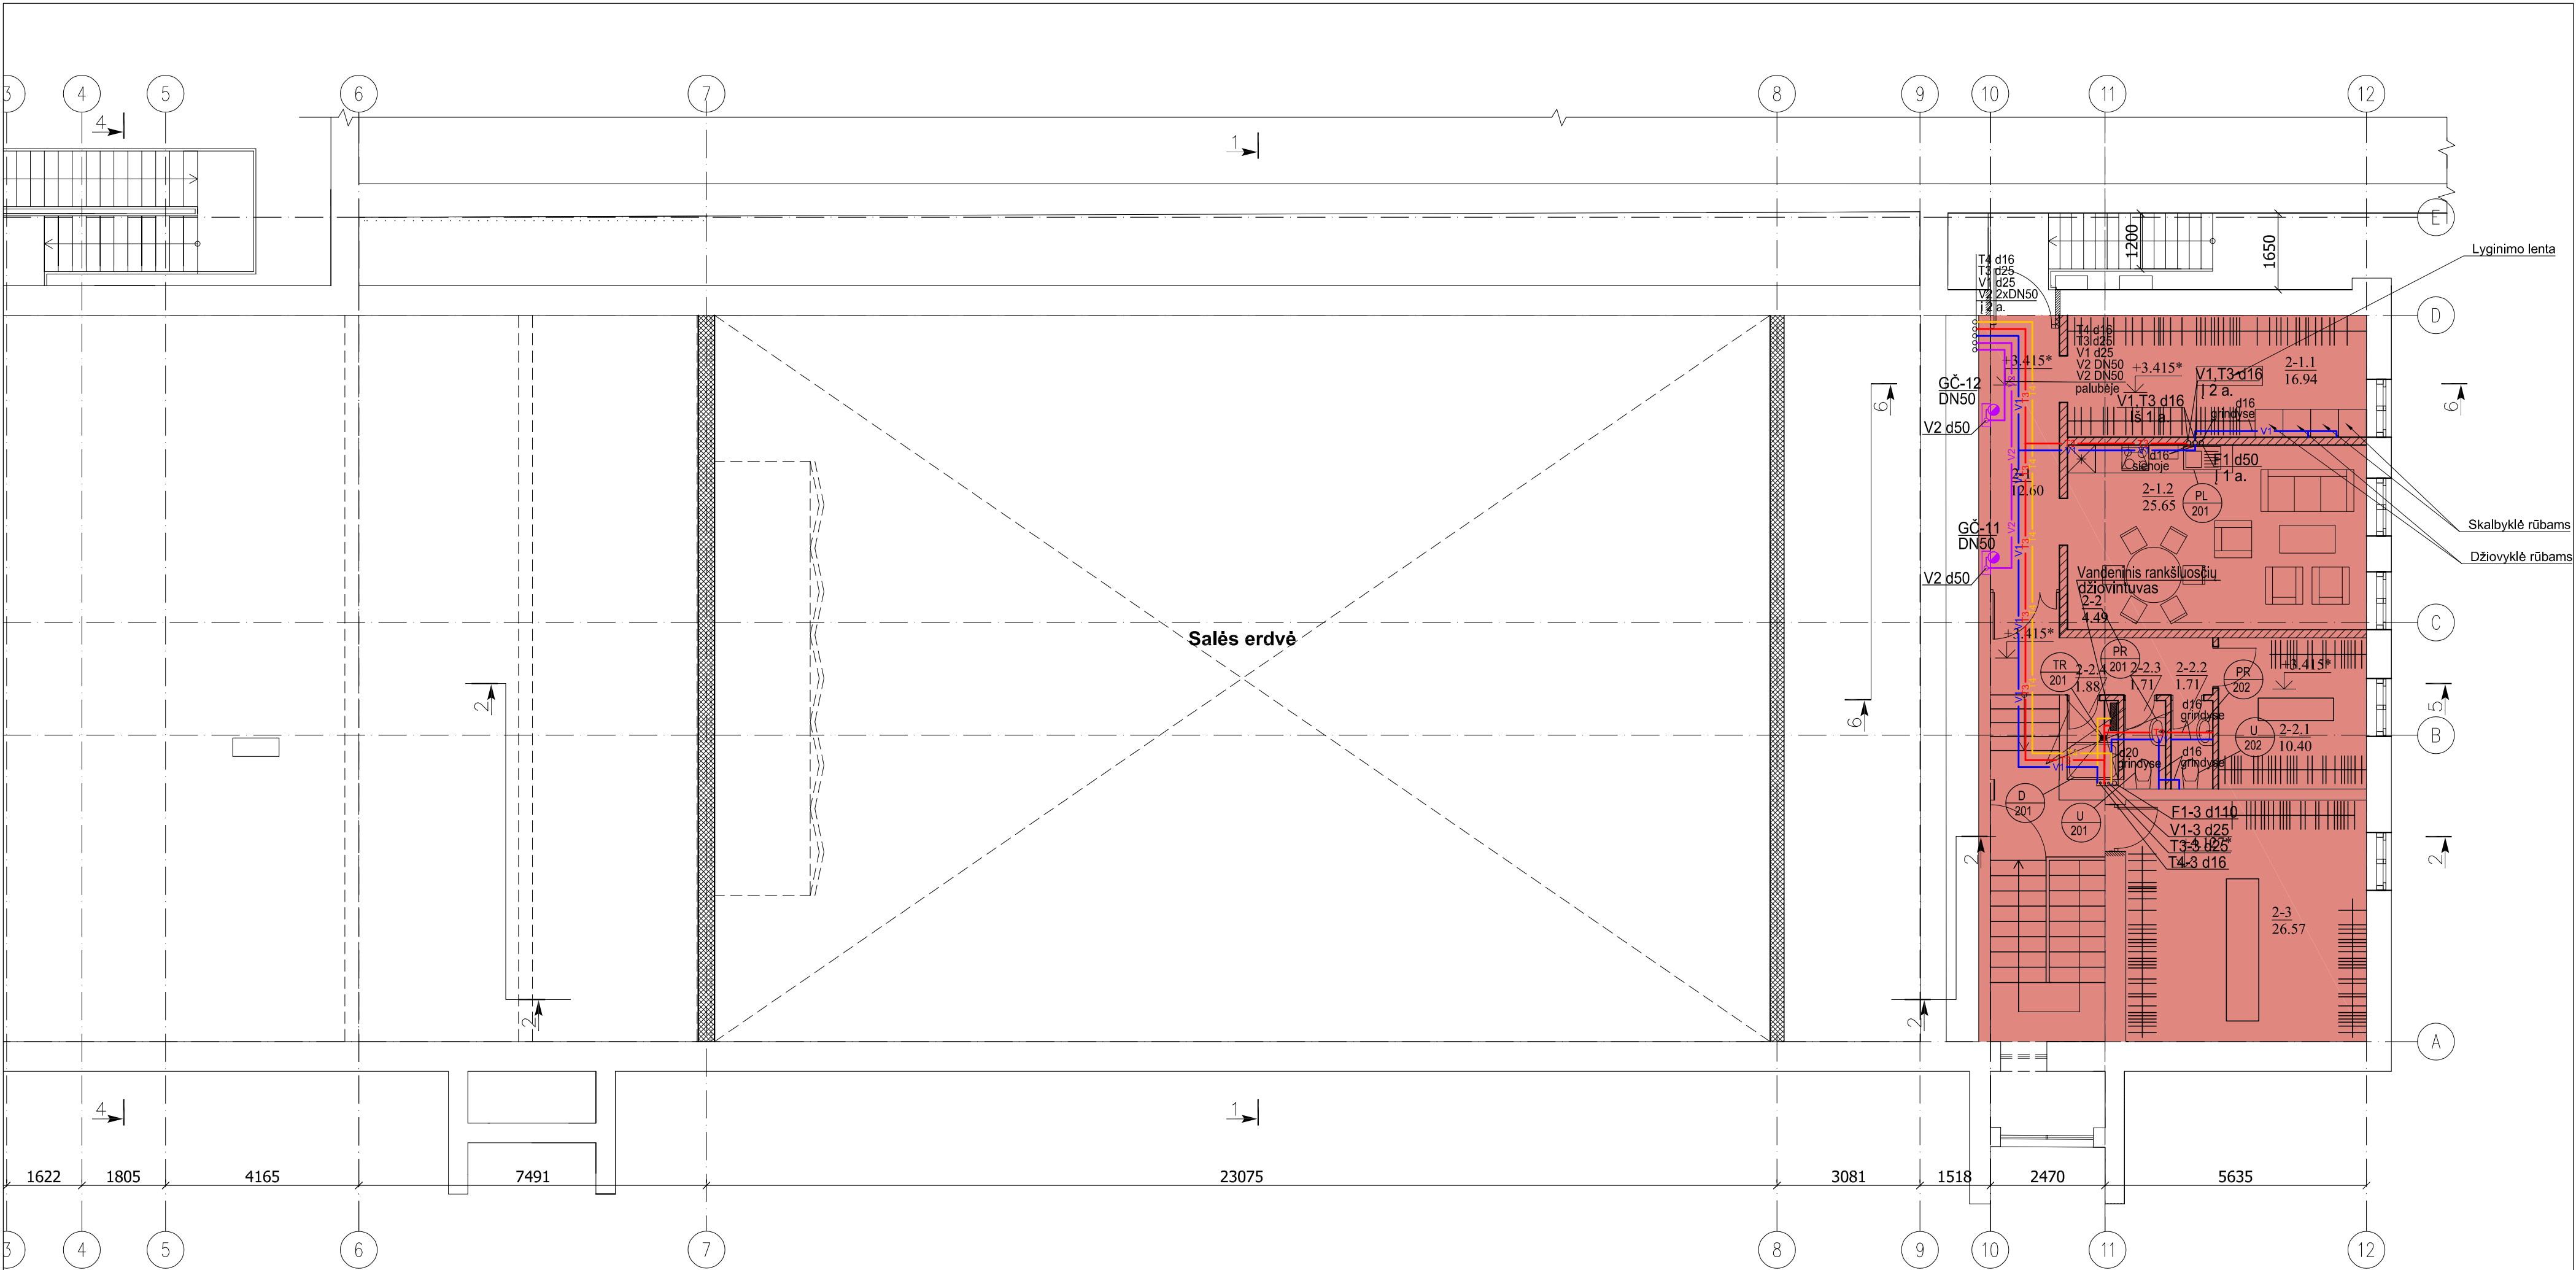 3
4
5
6
7
8
9
10
11
12
4
1
E
1200
1650
Lyginimo lenta
T4 d16
T3 d25
V1 d25
V2 2xDN50
Į 2 a.
D
T4 d16
T3 d25
V1 d25
V2 DN50
V2 DN50
palubėje
+3.415*
+3.415*
V1,T3 d16
Į 2 a.
2-1.1
16.94
GČ-12
DN50
V2 d50
6
6
V1,T3 d16
Iš 1 a.
d16
grindyse
V1
d16
sienoje
F1 d50
Į 1 a.
2-1
12.60
2-1.2
25.65
PL
201
GČ-11
DN50
V2 d50
Skalbyklė rūbams
Džiovyklė rūbams
Vandeninis rankšluosčių
džiovintuvas
2-2
4.49
Salės erdvė
C
+3.415*
TR
201
2-2.4
1.88
PR
201
2-2.3
1.71
2-2.2
1.71
PR
202
+3.415*
2
6
5
d16
grindyse
U
202
2-2.1
10.40
B
V1
d20
grindyse
d16
grindyse
D
201
U
201
F1-3 d110
V1-3 d25
T3-3 d25
T4-3 d16
2
2
2-3
26.57
2
2
A
4
1
1622
1805
4165
7491
23075
3081
1518
2470
5635
3
4
5
6
7
8
9
10
11
12